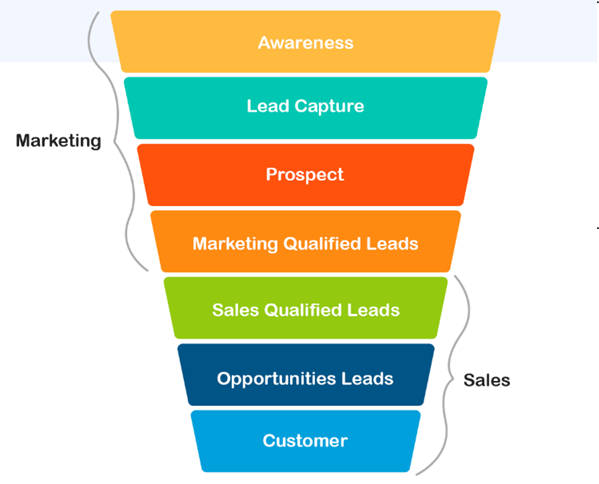 Awareness
Lead Capture
Marketing
Prospect
Marketing Qualified Leads
Sales Qualified Leads
Opportunities Leads
Sales
Customer